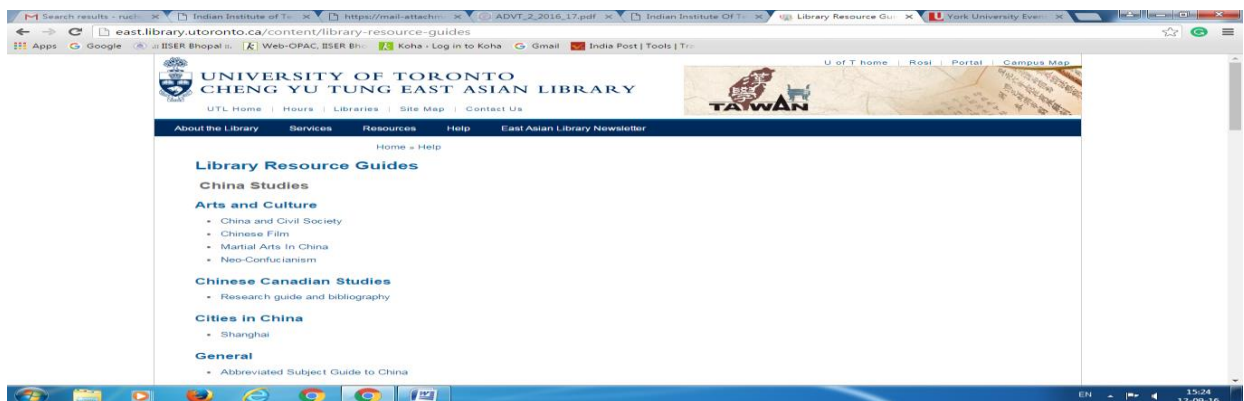 Search results - rushi
Indian Institute of Te
https://mail-attachm
ADVT_2_2016_17.pdf
Indian Institute Of Te
Library Resource Gui
York University Even
east.library.utoronto.ca/content/library-resource-guides
Apps Google IISER Bhopal Web-OPAC, IISER Bho Koha › Log in to Koha Gmail India Post | Tools | Tra
U of T home | Rosi | Portal | Campus Map
UNIVERSITY OF TORONTO
CHENG YU TUNG EAST ASIAN LIBRARY
TAIWAN
UTL Home | Hours | Libraries | Site Map | Contact Us
About the Library Services Resources Help East Asian Library Newsletter
Home » Help
Library Resource Guides
China Studies
Arts and Culture
China and Civil Society
Chinese Film
Martial Arts In China
Neo-Confucianism
Chinese Canadian Studies
Research guide and bibliography
Cities in China
Shanghai
General
Abbreviated Subject Guide to China
EN 15:24